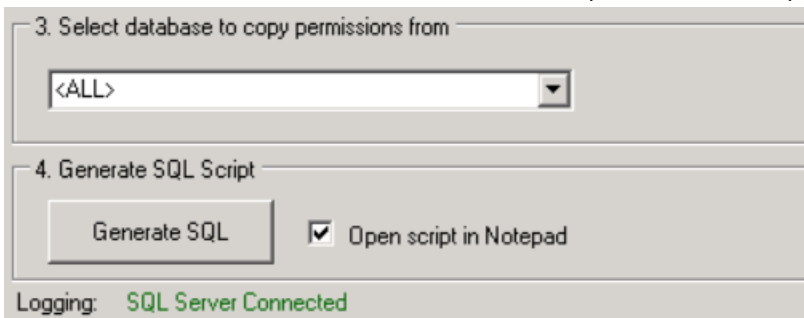 3. Select database to copy permissions from
<ALL>
4. Generate SQL Script
Generate SQL
Open script in Notepad
Logging: SQL Server Connected